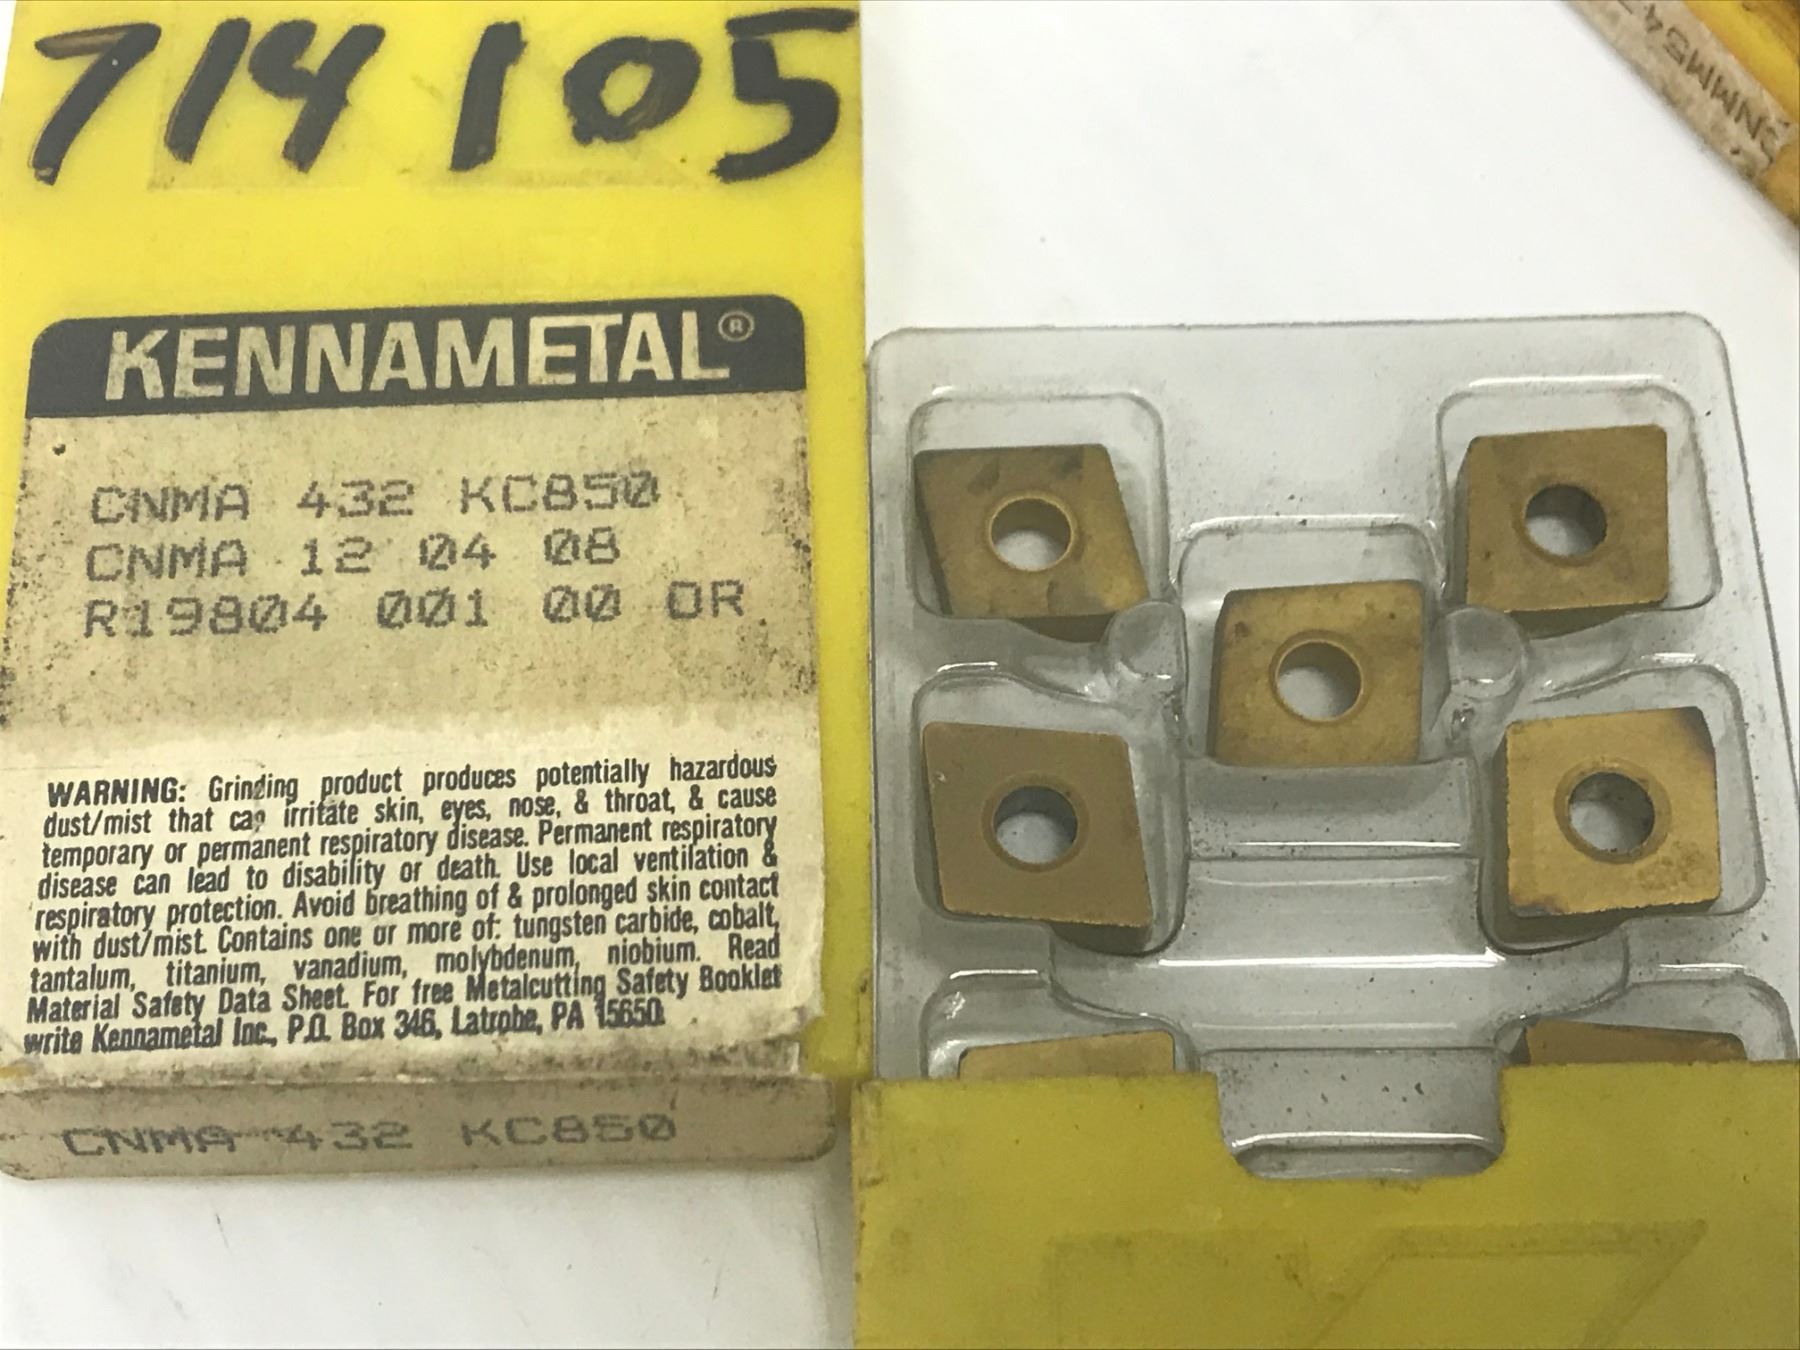 714 105
KENNAMETAL®
CNMA 432 KC850
CNMA 12 04 08
R19804 001 00 OR
WARNING: Grinding product produces potentially hazardous
dust/mist that can irritate skin, eyes, nose, & throat, & cause
temporary or permanent respiratory disease. Permanent respiratory
disease can lead to disability or death. Use local ventilation &
respiratory protection. Avoid breathing of & prolonged skin contact
with dust/mist. Contains one or more of: tungsten carbide, cobalt,
tantalum, titanium, vanadium, molybdenum, niobium. Read
Material Safety Data Sheet. For free Metalcutting Safety Booklet
write Kennametal Inc., P.O. Box 346, Latrobe, PA 15650.
CNMA 432 KC850